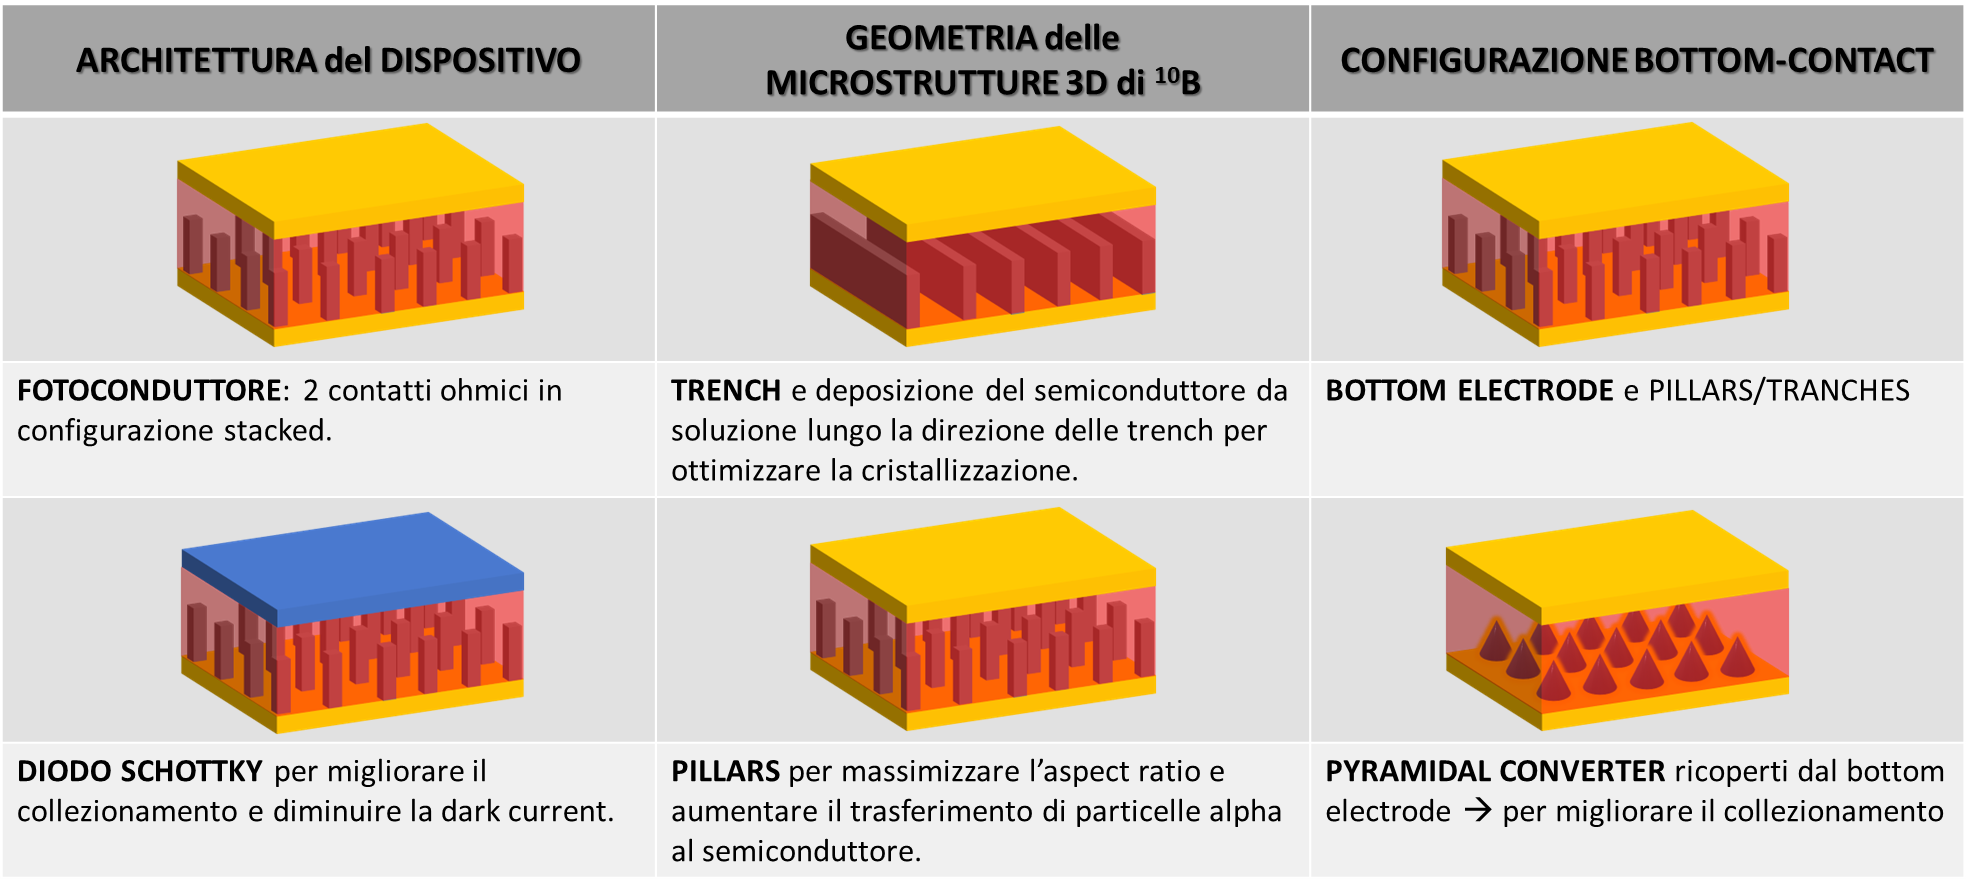 ARCHITETTURA del DISPOSITIVO
GEOMETRIA delle
MICROSTRUTTURE 3D di ¹⁰B
CONFIGURAZIONE BOTTOM-CONTACT
FOTOCONDUTTORE: 2 contatti ohmici in
configurazione stacked.
TRENCH e deposizione del semiconduttore da
soluzione lungo la direzione delle trench per
ottimizzare la cristallizzazione.
BOTTOM ELECTRODE e PILLARS/TRANCHES
DIODO SCHOTTKY per migliorare il
collezionamento e diminuire la dark current.
PILLARS per massimizzare l’aspect ratio e
aumentare il trasferimento di particelle alpha
al semiconduttore.
PYRAMIDAL CONVERTER ricoperti dal bottom
electrode → per migliorare il collezionamento